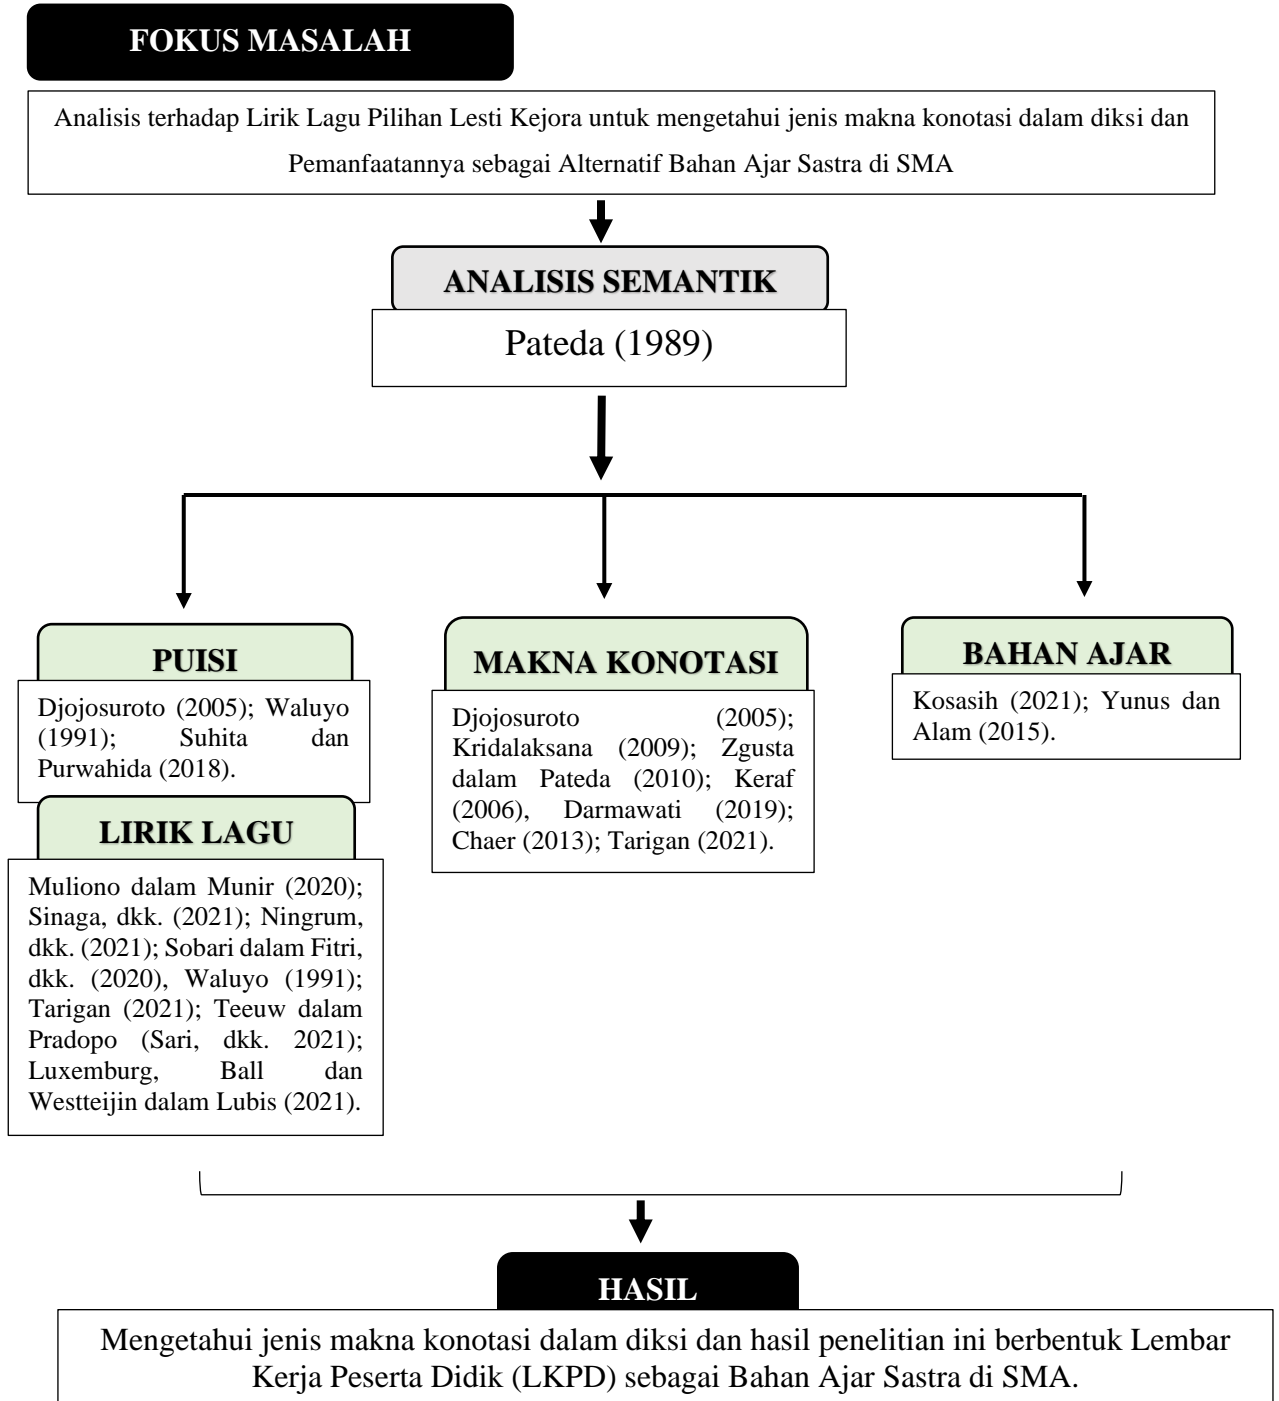 FOKUS MASALAH
Analisis terhadap Lirik Lagu Pilihan Lesti Kejora untuk mengetahui jenis makna konotasi dalam diksi dan
Pemanfaatannya sebagai Alternatif Bahan Ajar Sastra di SMA
ANALISIS SEMANTIK
Pateda (1989)
PUISI
Djojosuroto (2005); Waluyo
(1991); Suhita dan
Purwahida (2018).
LIRIK LAGU
Muliono dalam Munir (2020);
Sinaga, dkk. (2021); Ningrum,
dkk. (2021); Sobari dalam Fitri,
dkk. (2020), Waluyo (1991);
Tarigan (2021); Teeuw dalam
Pradopo (Sari, dkk. 2021);
Luxemburg, Ball dan
Westteijin dalam Lubis (2021).
MAKNA KONOTASI
Djojosuroto (2005);
Kridalaksana (2009); Zgusta
dalam Pateda (2010); Keraf
(2006), Darmawati (2019);
Chaer (2013); Tarigan (2021).
BAHAN AJAR
Kosasih (2021); Yunus dan
Alam (2015).
HASIL
Mengetahui jenis makna konotasi dalam diksi dan hasil penelitian ini berbentuk Lembar
Kerja Peserta Didik (LKPD) sebagai Bahan Ajar Sastra di SMA.